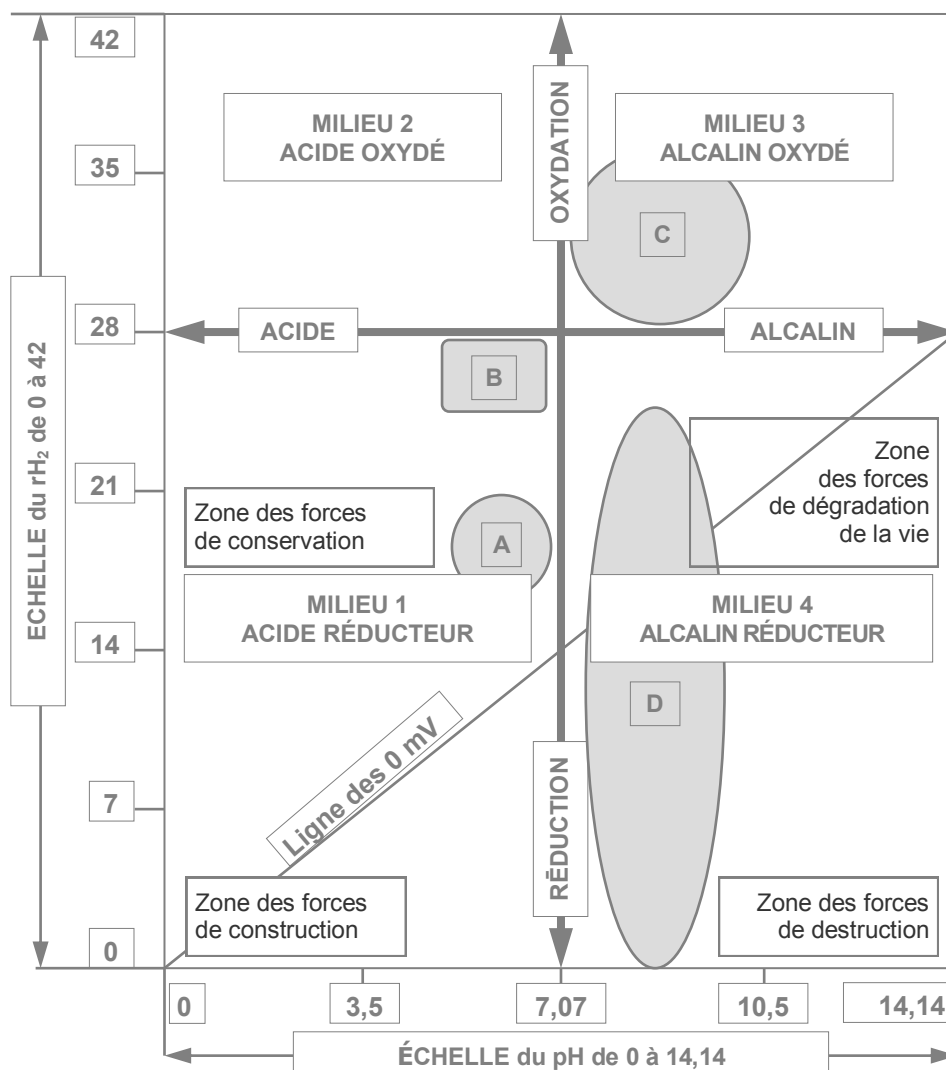 42
MILIEU 2
ACIDE OXYDÉ
OXYDATION
MILIEU 3
ALCALIN OXYDÉ
35
C
ECHELLE du rH₂ de 0 à 42
28
ACIDE
ALCALIN
B
21
Zone des forces
de conservation
A
Zone
des forces
de dégradation
de la vie
MILIEU 1
ACIDE RÉDUCTEUR
MILIEU 4
ALCALIN RÉDUCTEUR
14
D
Ligne des 0 mV
7
RÉDUCTION
Zone des forces
de construction
Zone des forces
de destruction
0
0
3,5
7,07
10,5
14,14
ÉCHELLE du pH de 0 à 14,14